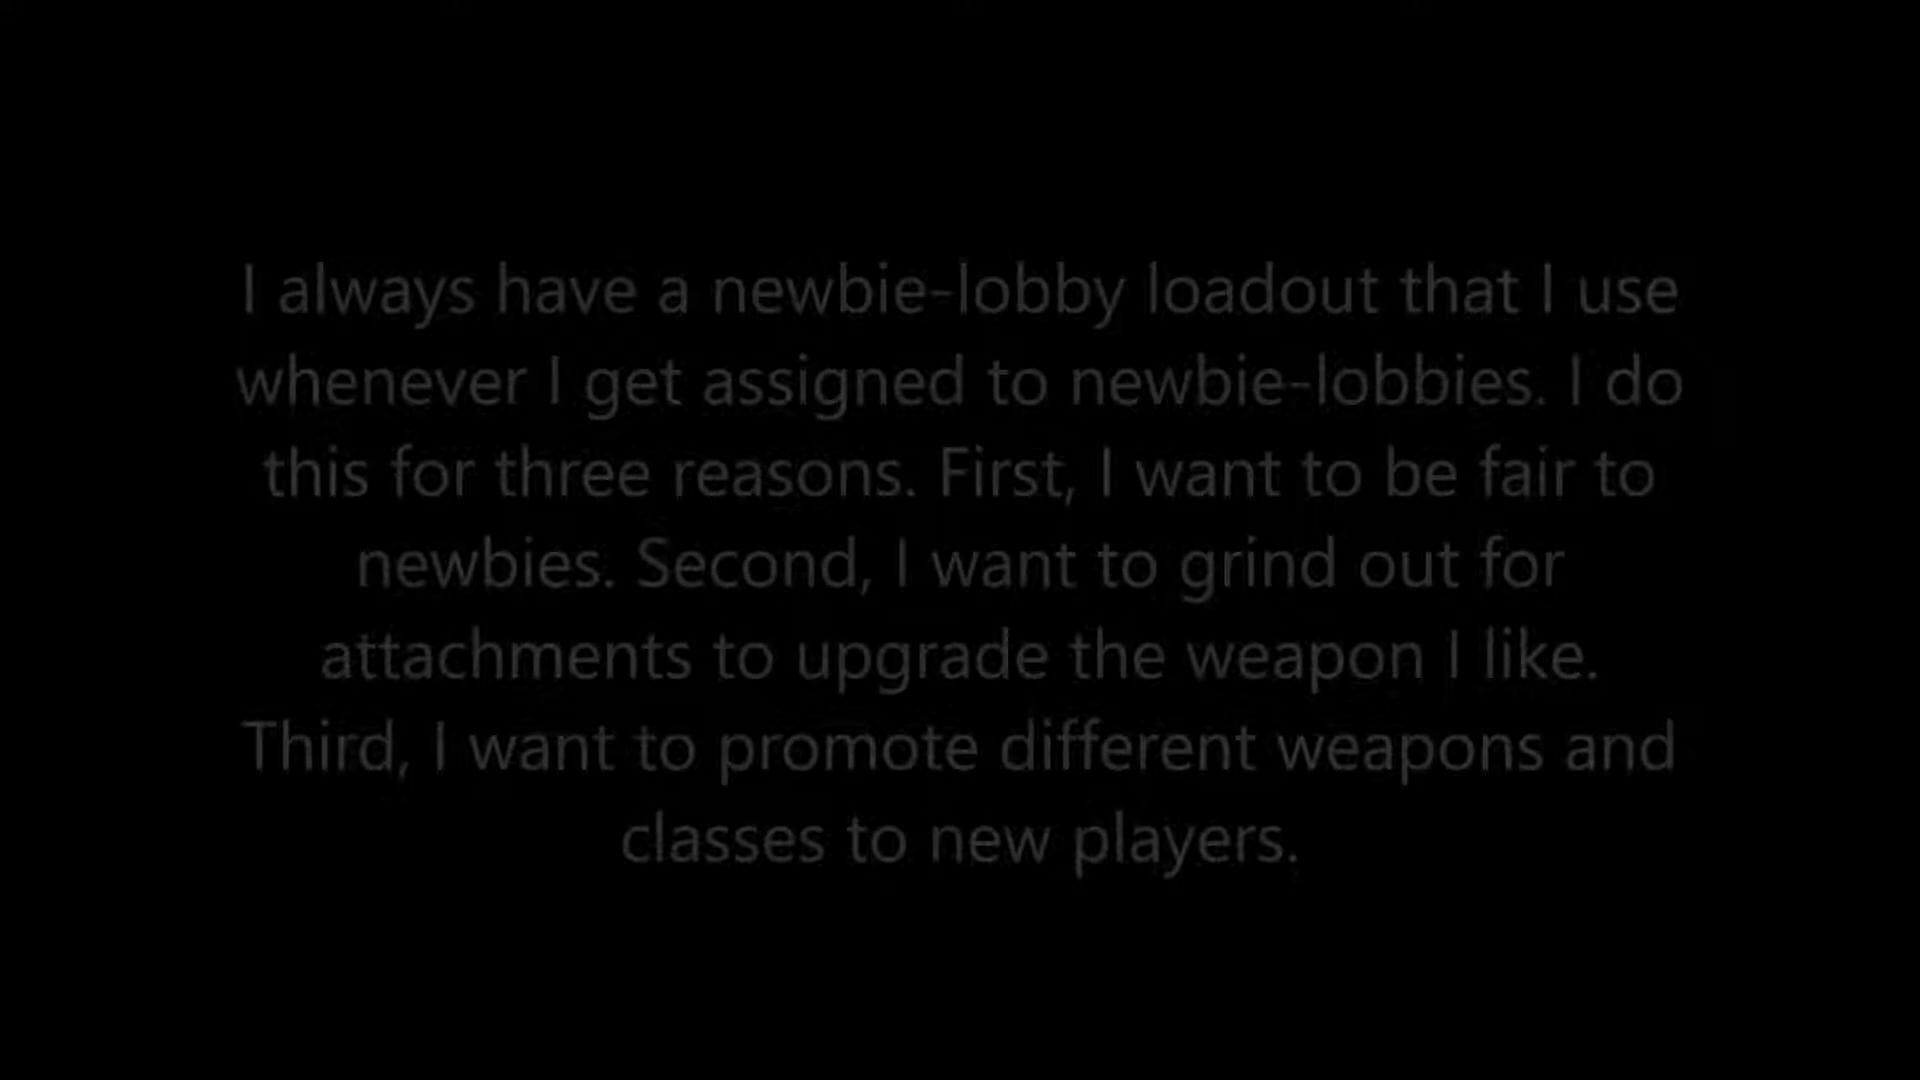 I always have a newbie-lobby loadout that I use
whenever I get assigned to newbie-lobbies. I do
this for three reasons. First, I want to be fair to
newbies. Second, I want to grind out for
attachments to upgrade the weapon I like.
Third, I want to promote different weapons and
classes to new players.